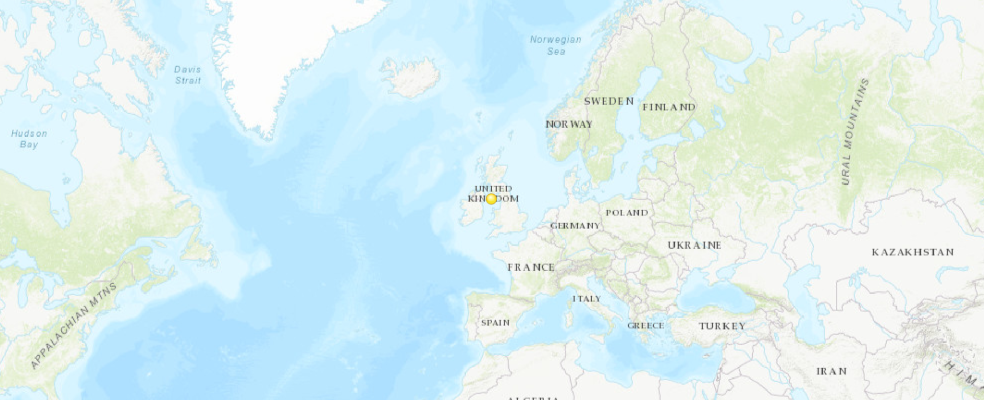 Norwegian
Sea
Davis
Strait
SWEDEN
FINLAND
URAL MOUNTAINS
NORWAY
Hudson
Bay
UNITED
KINGDOM
POLAND
GERMANY
UKRAINE
KAZAKHSTAN
FRANCE
ITALY
APPALACHIAN MTNS
SPAIN
GREECE
TURKEY
IRAN
HIMA
ALGERIA